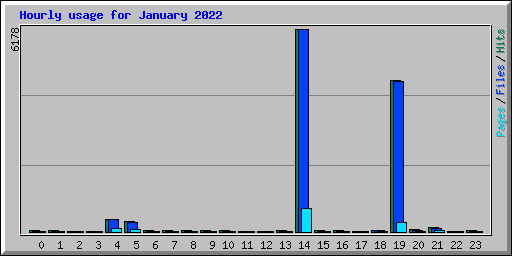 Hourly usage for January 2022
6178
Pages/Files/Hits
0 1 2 3 4 5 6 7 8 9 10 11 12 13 14 15 16 17 18 19 20 21 22 23